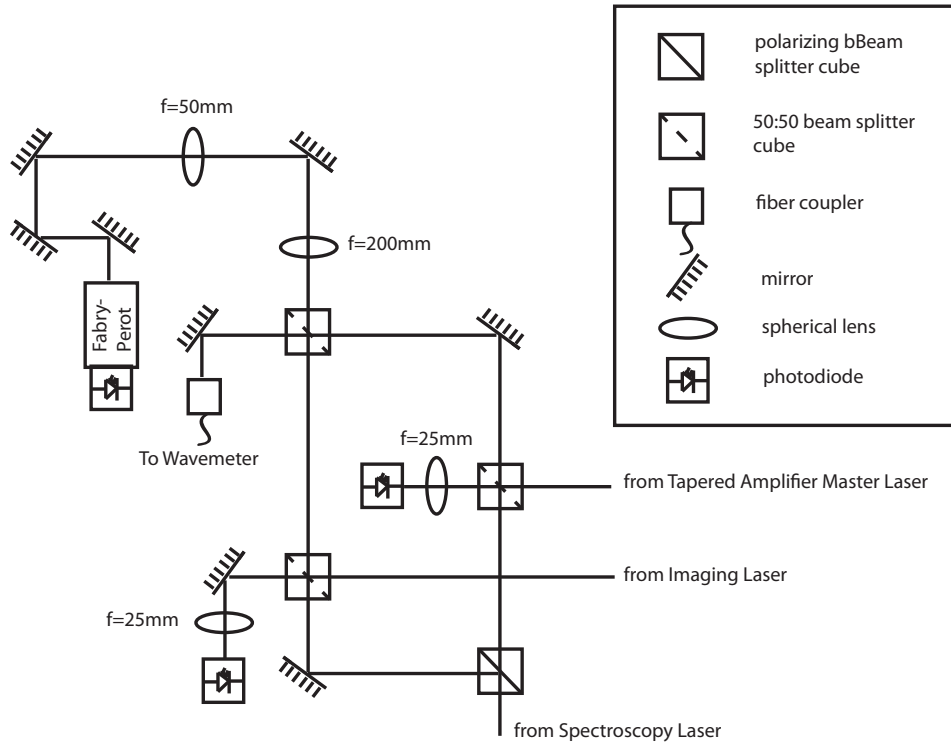 polarizing bBeam
splitter cube
f=50mm
50:50 beam splitter
cube
fiber coupler
f=200mm
mirror
Fabry-
Perot
spherical lens
photodiode
f=25mm
To Wavemeter
from Tapered Amplifier Master Laser
from Imaging Laser
f=25mm
from Spectroscopy Laser